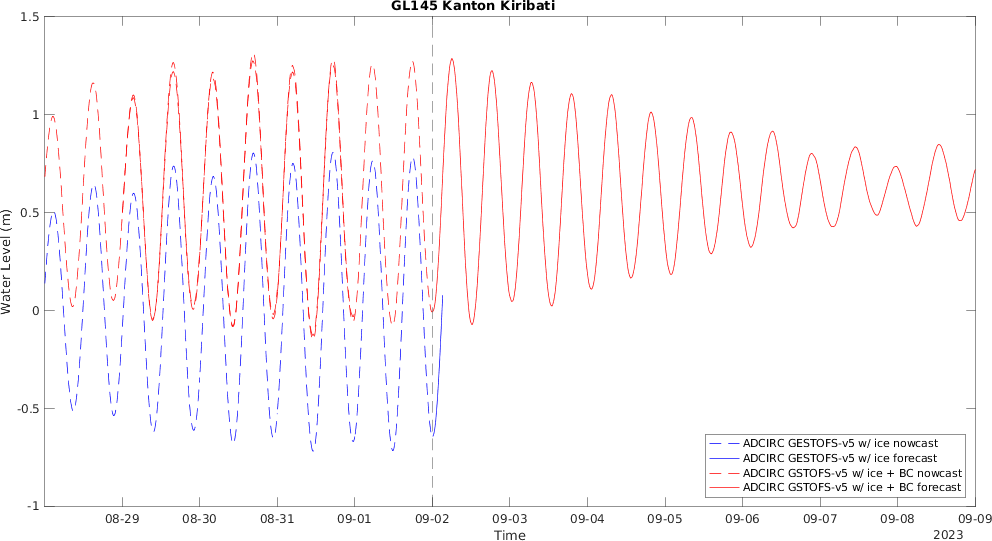 GL145 Kanton Kiribati
1.5
1
0.5
0
-0.5
-1
Water Level (m)
08-29 08-30 08-31 09-01 09-02 09-03 09-04 09-05 09-06 09-07 09-08 09-09
Time
2023
ADCIRC GESTOFS-v5 w/ ice nowcast
ADCIRC GESTOFS-v5 w/ ice forecast
ADCIRC GSTOFS-v5 w/ ice + BC nowcast
ADCIRC GSTOFS-v5 w/ ice + BC forecast